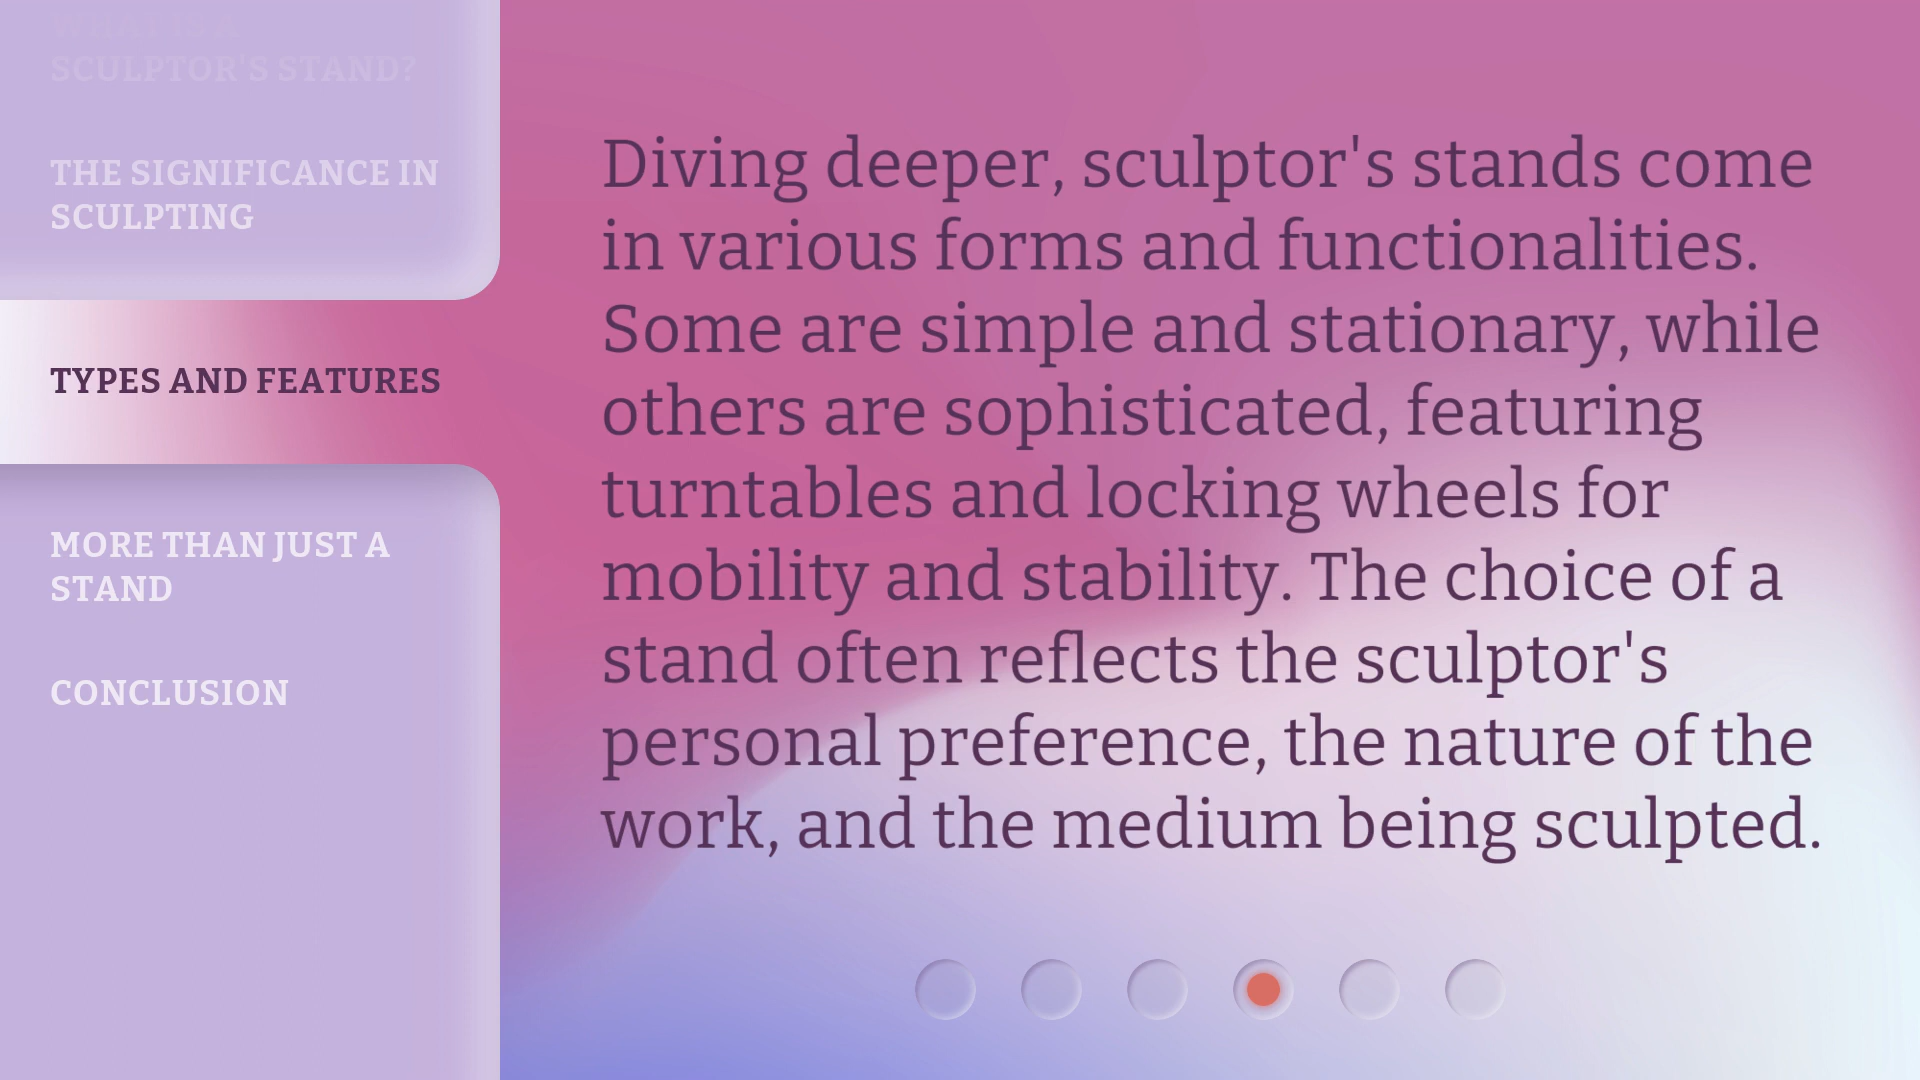 WHAT IS A
SCULPTOR'S STAND?
THE SIGNIFICANCE IN
SCULPTING
TYPES AND FEATURES
MORE THAN JUST A
STAND
CONCLUSION
Diving deeper, sculptor's stands come
in various forms and functionalities.
Some are simple and stationary, while
others are sophisticated, featuring
turntables and locking wheels for
mobility and stability. The choice of a
stand often reflects the sculptor's
personal preference, the nature of the
work, and the medium being sculpted.